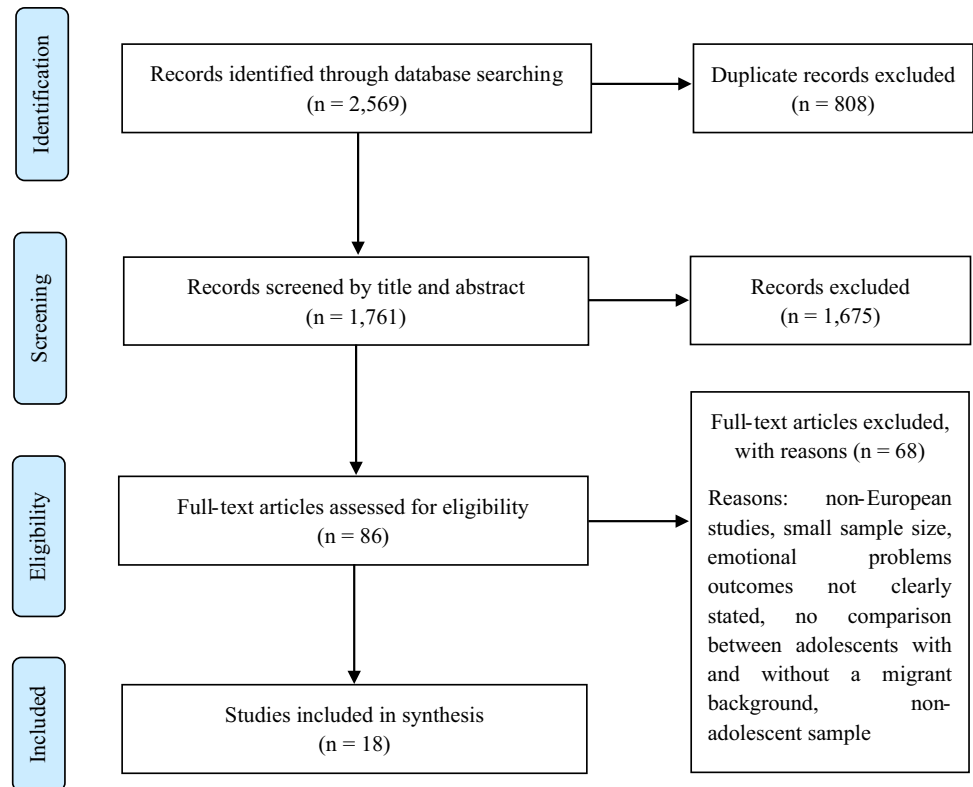 Identification
Records identified through database searching
(n = 2,569)
Duplicate records excluded
(n = 808)
Screening
Records screened by title and abstract
(n = 1,761)
Records excluded
(n = 1,675)
Eligibility
Full-text articles assessed for eligibility
(n = 86)
Full-text articles excluded,
with reasons (n = 68)
Reasons: non-European
studies, small sample size,
emotional problems
outcomes not clearly
stated, no comparison
between adolescents with
and without a migrant
background, non-
adolescent sample
Included
Studies included in synthesis
(n = 18)